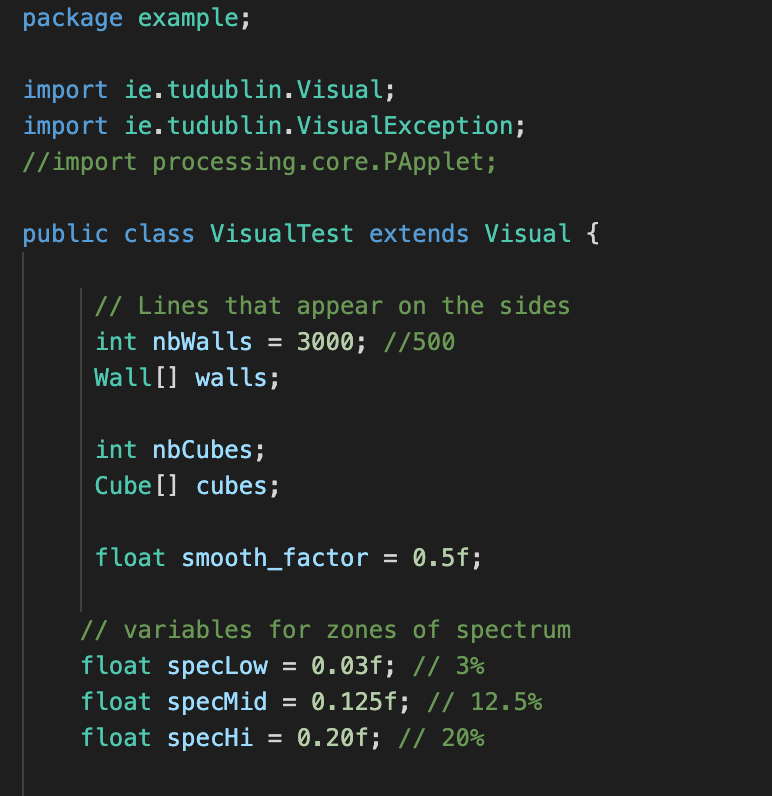 package example;
import ie.tudublin.Visual;
import ie.tudublin.VisualException;
//import processing.core.PApplet;
public class VisualTest extends Visual {
// Lines that appear on the sides
int nbWalls = 3000; //500
Wall[] walls;
int nbCubes;
Cube[] cubes;
float smooth_factor = 0.5f;
// variables for zones of spectrum
float specLow = 0.03f; // 3%
float specMid = 0.125f; // 12.5%
float specHi = 0.20f; // 20%